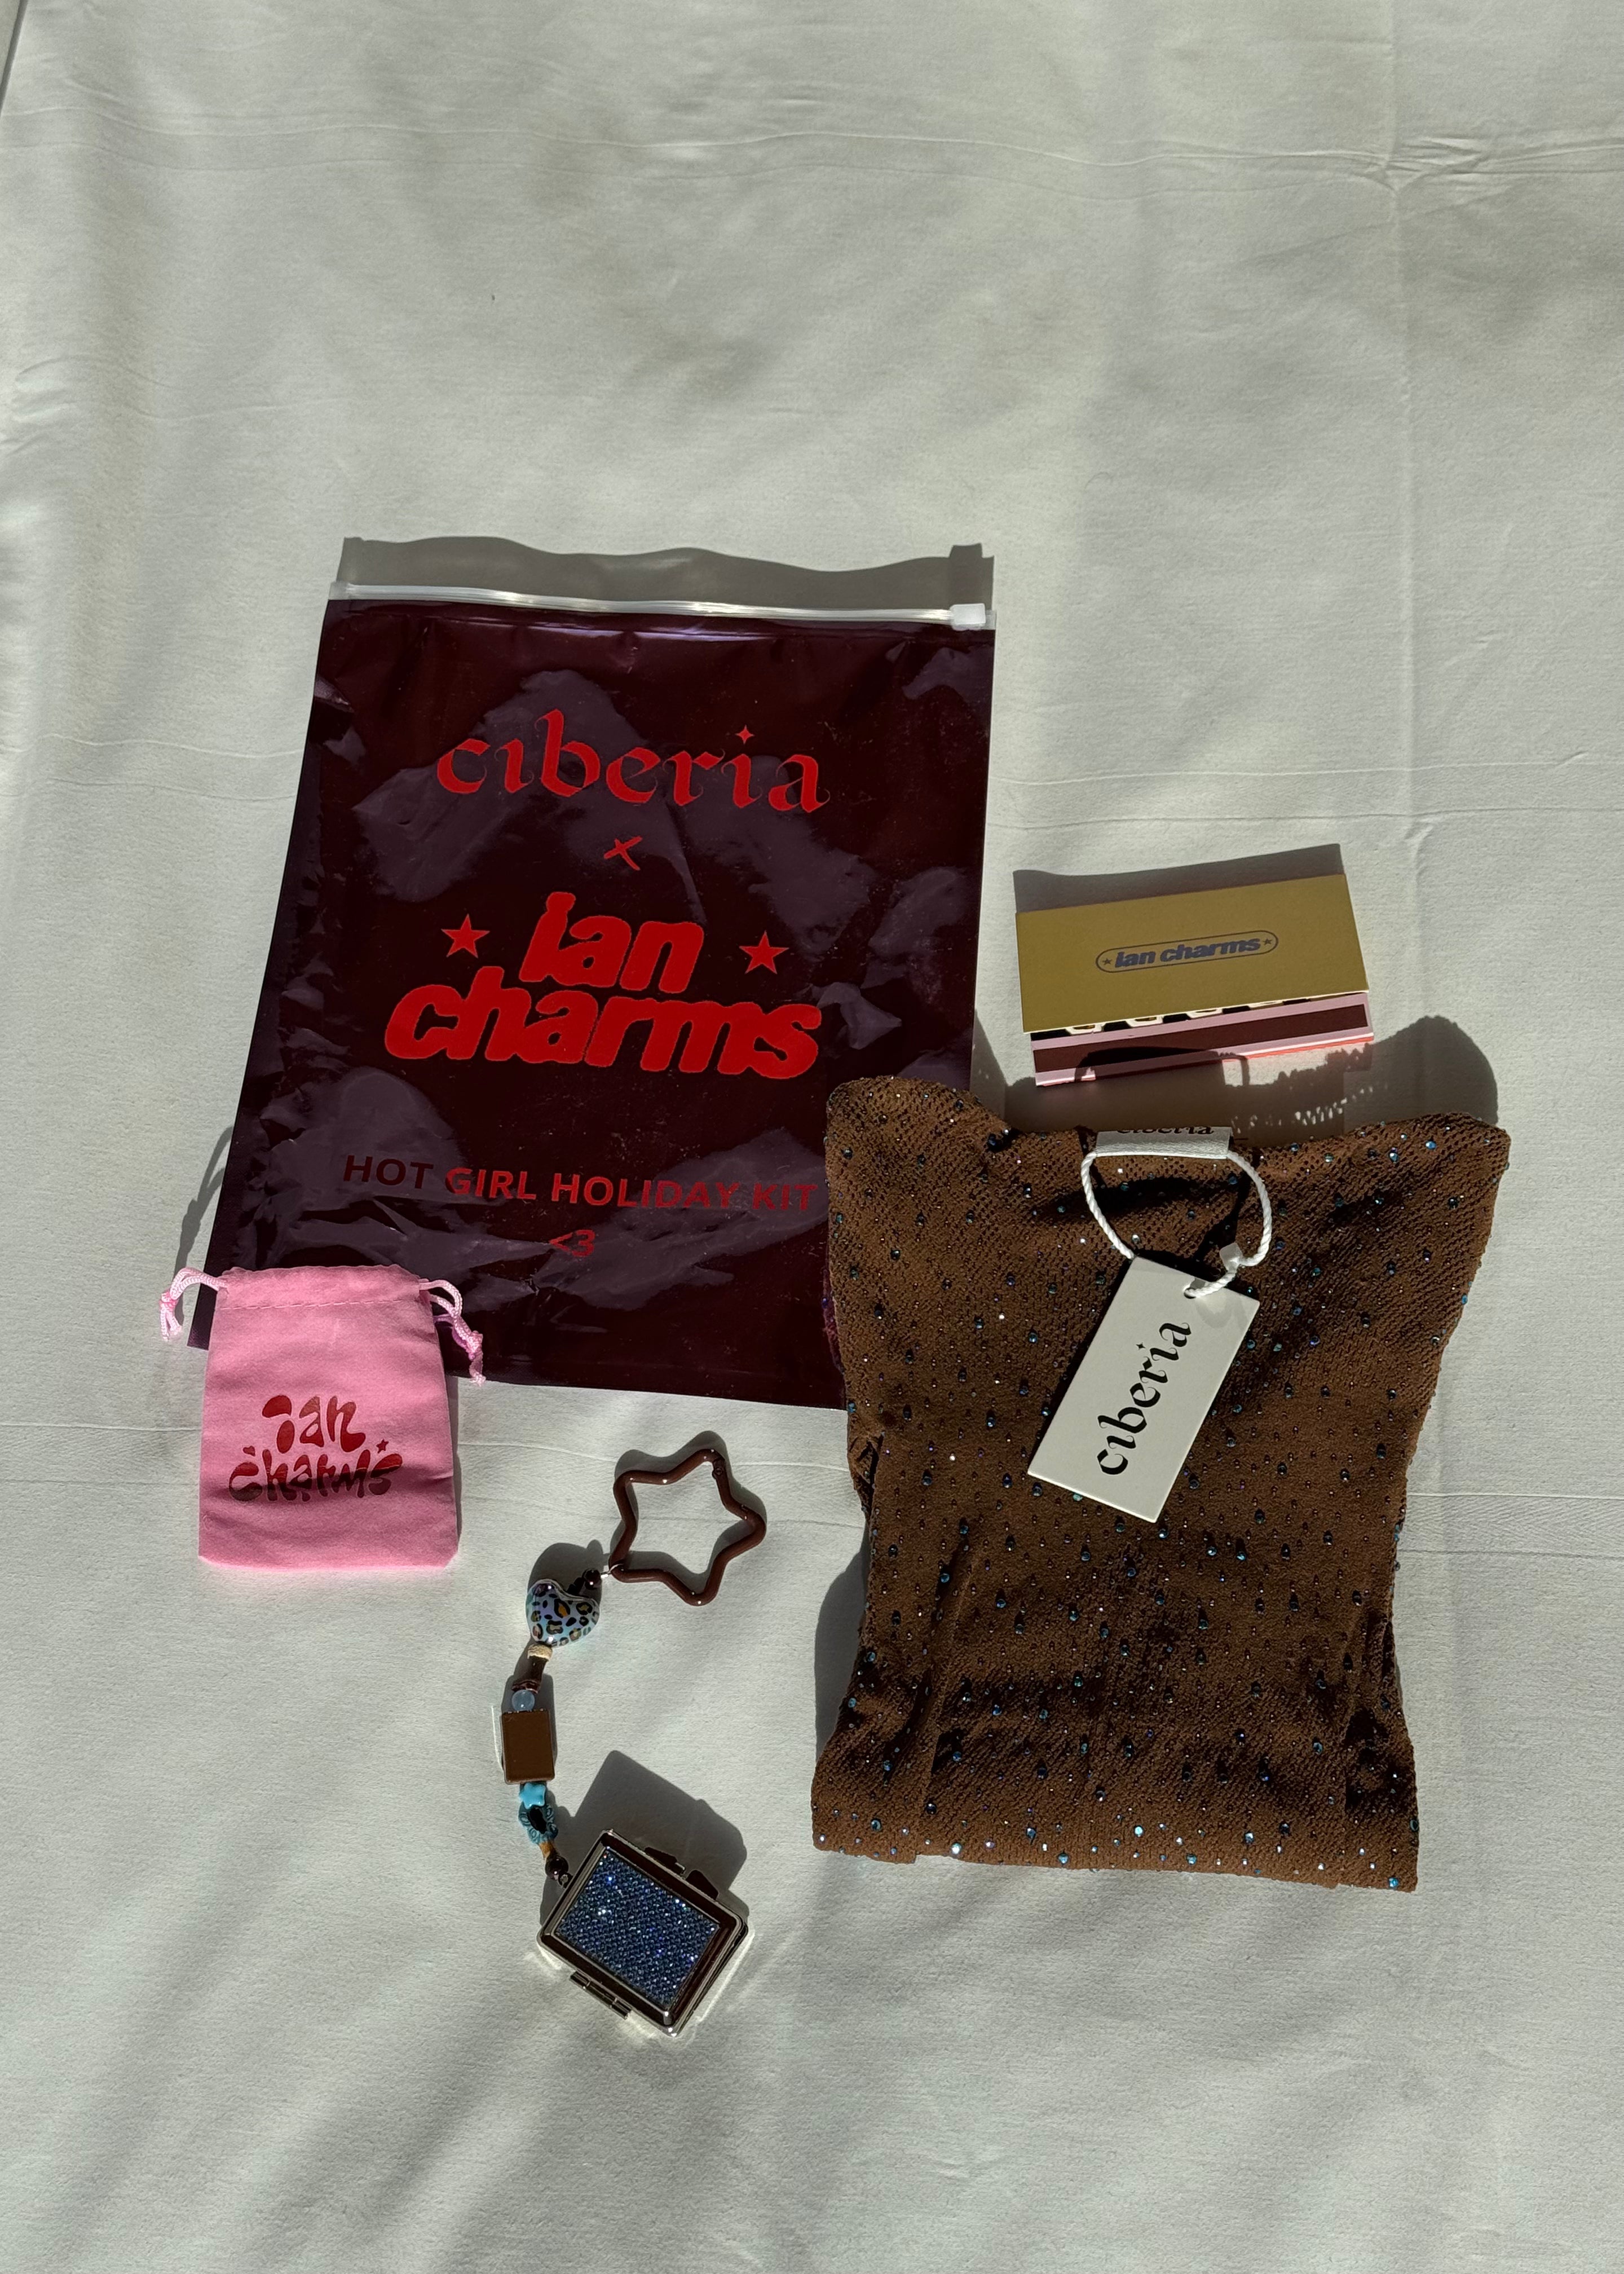 ciberia
x
★ ian ★
charms
HOT GIRL HOLIDAY KIT
<3
★ ian charms ★
ciberia
ciberia
ian
charms